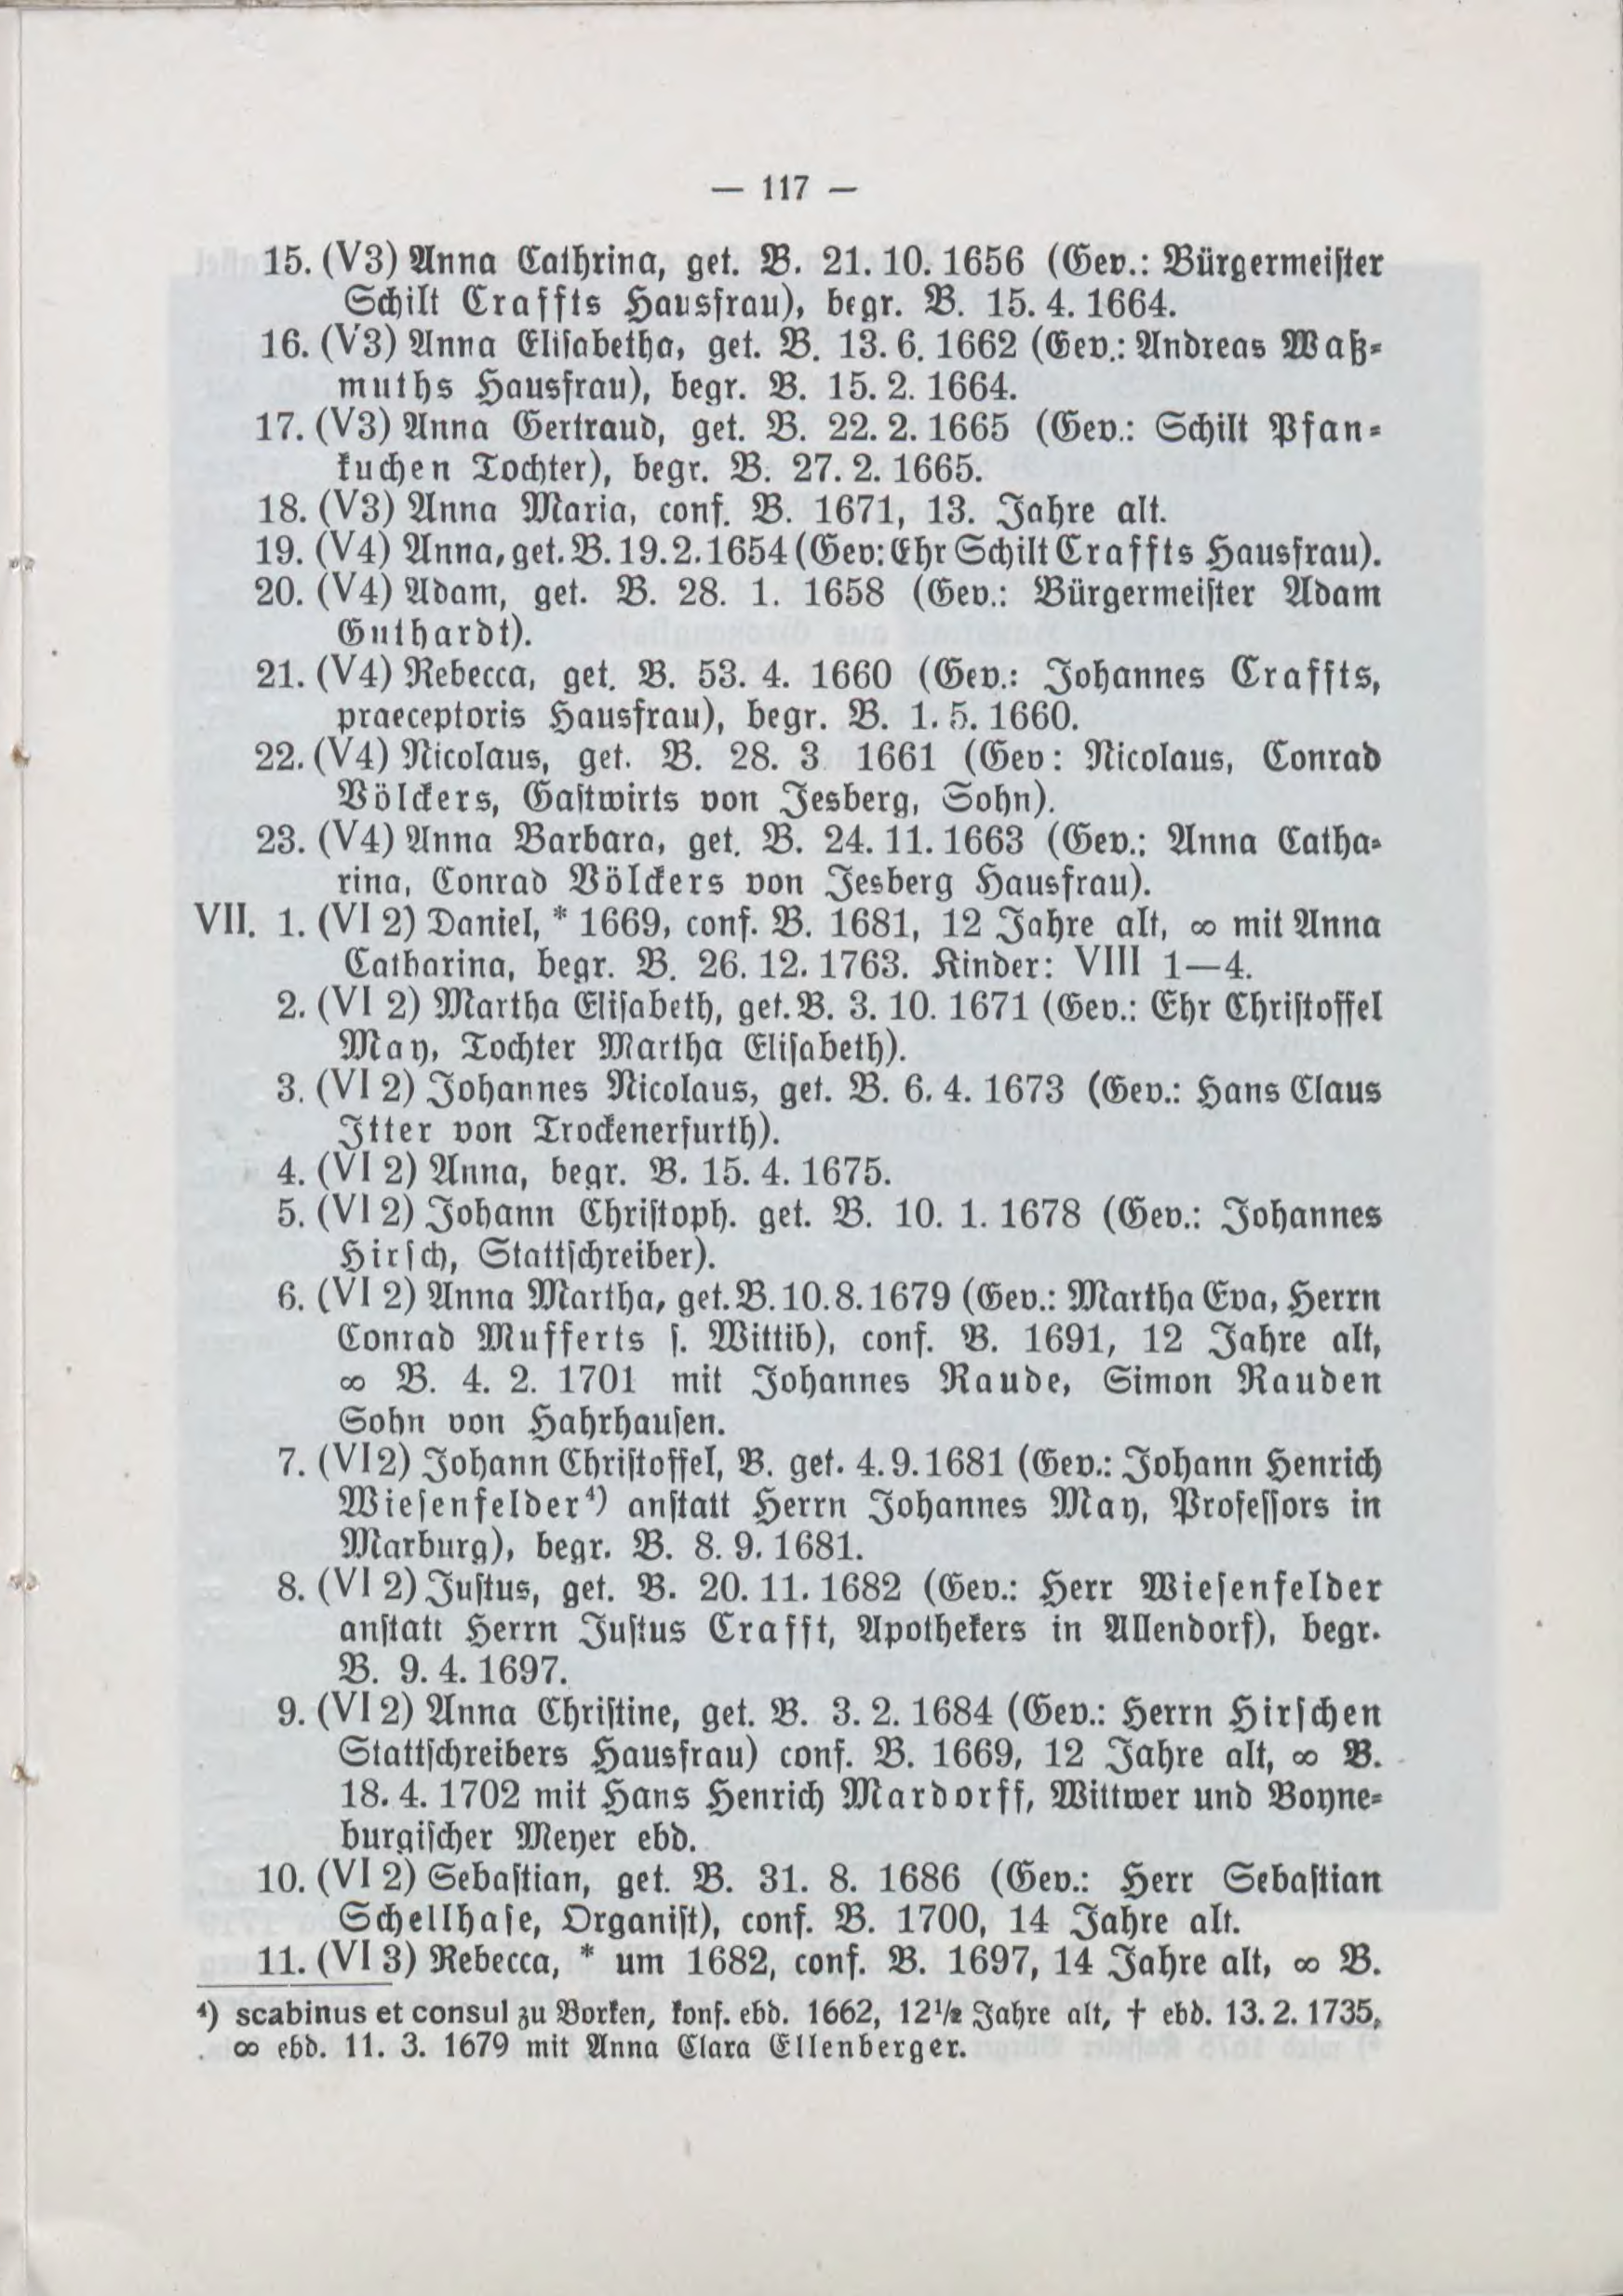 — 117 —
15. (V3) Anna Cathrina, get. B. 21. 10. 1656 (Gev.: Bürgermeister
Schilt Craffts Hausfrau), begr. B. 15. 4. 1664.
16. (V3) Anna Elisabetha, get. B. 13. 6. 1662 (Gev.: Andreas Waß-
muths Hausfrau), begr. B. 15. 2. 1664.
17. (V3) Anna Gertraud, get. B. 22. 2. 1665 (Gev.: Schilt Pfan-
kuchen Tochter), begr. B. 27. 2. 1665.
18. (V3) Anna Maria, conf. B. 1671, 13. Jahre alt.
19. (V4) Anna, get. B. 19. 2. 1654 (Gev: Ehr Schilt Craffts Hausfrau).
20. (V4) Adam, get. B. 28. 1. 1658 (Gev.: Bürgermeister Adam
Guthardt).
21. (V4) Rebecca, get. B. 53. 4. 1660 (Gev.: Johannes Craffts,
praeceptoris Hausfrau), begr. B. 1. 5. 1660.
22. (V4) Nicolaus, get. B. 28. 3 1661 (Gev: Nicolaus, Conrad
Völckers, Gastwirts von Jesberg, Sohn).
23. (V4) Anna Barbara, get. B. 24. 11. 1663 (Gev.: Anna Catha-
rina, Conrad Völckers von Jesberg Hausfrau).
VII. 1. (VI 2) Daniel, * 1669, conf. B. 1681, 12 Jahre alt, ∞ mit Anna
Catharina, begr. B. 26. 12. 1763. Kinder: VIII 1—4.
2. (VI 2) Martha Elisabeth, get. B. 3. 10. 1671 (Gev.: Ehr Christoffel
May, Tochter Martha Elisabeth).
3. (VI 2) Johannes Nicolaus, get. B. 6. 4. 1673 (Gev.: Hans Claus
Itter von Trockenerfurth).
4. (VI 2) Anna, begr. B. 15. 4. 1675.
5. (VI 2) Johann Christoph. get. B. 10. 1. 1678 (Gev.: Johannes
Hirsch, Stattschreiber).
6. (VI 2) Anna Martha, get. B. 10. 8. 1679 (Gev.: Martha Eva, Herrn
Conrad Mufferts s. Wittib), conf. B. 1691, 12 Jahre alt,
∞ B. 4. 2. 1701 mit Johannes Raude, Simon Rauden
Sohn von Hahrhausen.
7. (VI2) Johann Christoffel, B. get. 4. 9. 1681 (Gev.: Johann Henrich
Wiesenfelder⁴) anstatt Herrn Johannes May, Professors in
Marburg), begr. B. 8. 9. 1681.
8. (VI 2) Justus, get. B. 20. 11. 1682 (Gev.: Herr Wiesenfelder
anstatt Herrn Justus Crafft, Apothekers in Allendorf), begr.
B. 9. 4. 1697.
9. (VI 2) Anna Christine, get. B. 3. 2. 1684 (Gev.: Herrn Hirschen
Stattschreibers Hausfrau) conf. B. 1669, 12 Jahre alt, ∞ B.
18. 4. 1702 mit Hans Henrich Mardorff, Wittwer und Boyne-
burgischer Meyer ebd.
10. (VI 2) Sebastian, get. B. 31. 8. 1686 (Gev.: Herr Sebastian
Schellhase, Organist), conf. B. 1700, 14 Jahre alt.
11. (VI 3) Rebecca, * um 1682, conf. B. 1697, 14 Jahre alt, ∞ B.
⁴) scabinus et consul zu Borken, konf. ebd. 1662, 12½ Jahre alt, † ebd. 13. 2. 1735,
∞ ebd. 11. 3. 1679 mit Anna Clara Ellenberger.